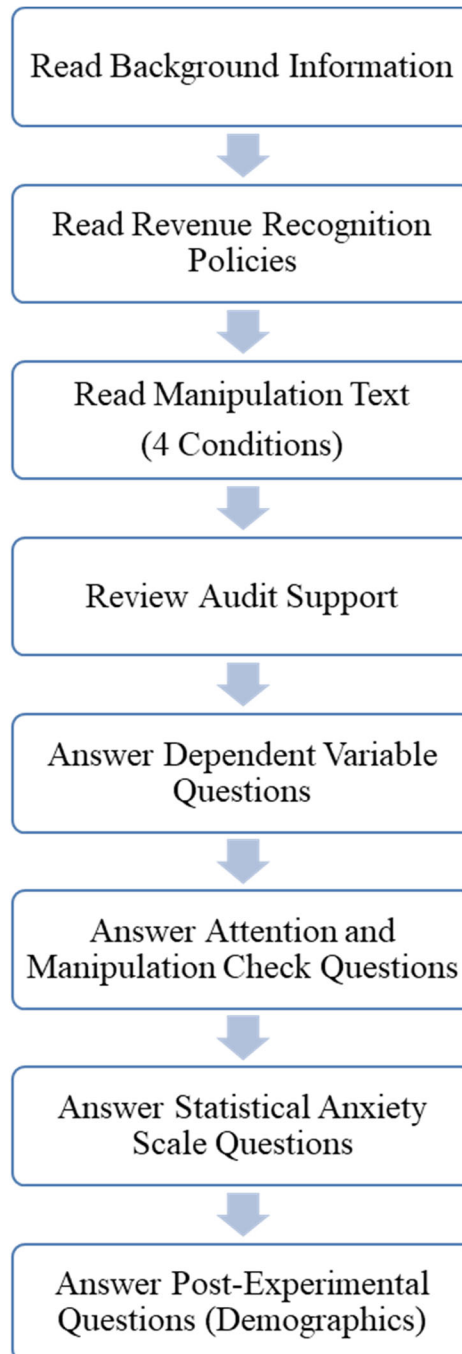 Read Background Information
Read Revenue Recognition
Policies
Read Manipulation Text
(4 Conditions)
Review Audit Support
Answer Dependent Variable
Questions
Answer Attention and
Manipulation Check Questions
Answer Statistical Anxiety
Scale Questions
Answer Post-Experimental
Questions (Demographics)